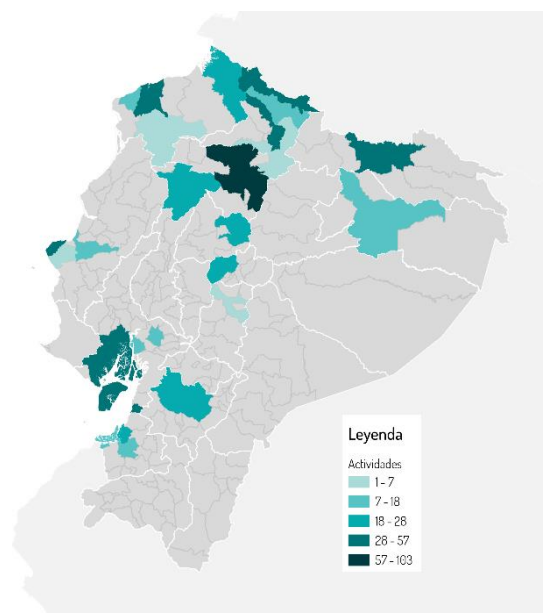 Leyenda
Actividades
1 - 7
7 - 18
18 - 28
28 - 57
57 - 103